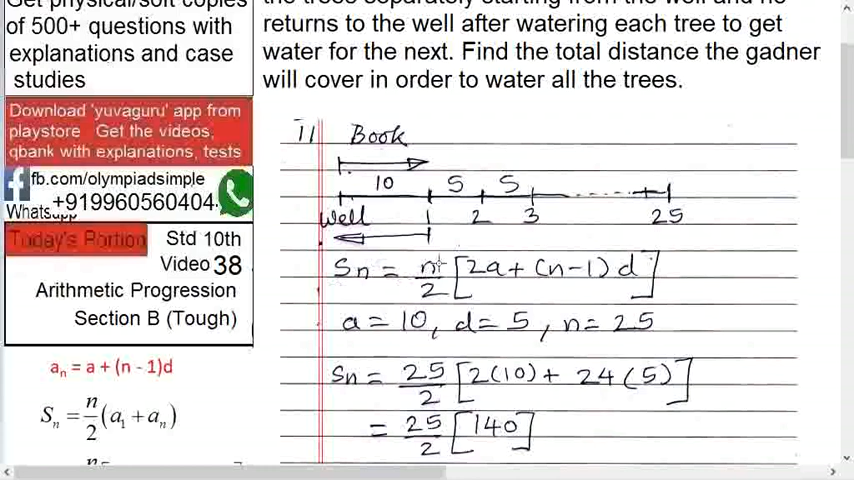 Get physical/soft copies
of 500+ questions with
explanations and case
studies
Download 'yuvaguru' app from
playstore Get the videos,
qbank with explanations, tests
fb.com/olympiadsimple
+919960560404.
Whatsupp
Today's Portion
Std 10th
Video 38
Arithmetic Progression
Section B (Tough)
aₙ = a + (n - 1)d
Sₙ = n/2 (a₁ + aₙ)
the trees separately starting from the well and he
returns to the well after watering each tree to get
water for the next. Find the total distance the gadner
will cover in order to water all the trees.
11 Book
10 5 5
Well 1 2 3 25
Sn = n/2 [2a + (n-1) d]
a = 10, d = 5, n = 25
Sn = 25/2 [2(10) + 24(5)]
= 25/2 [140]